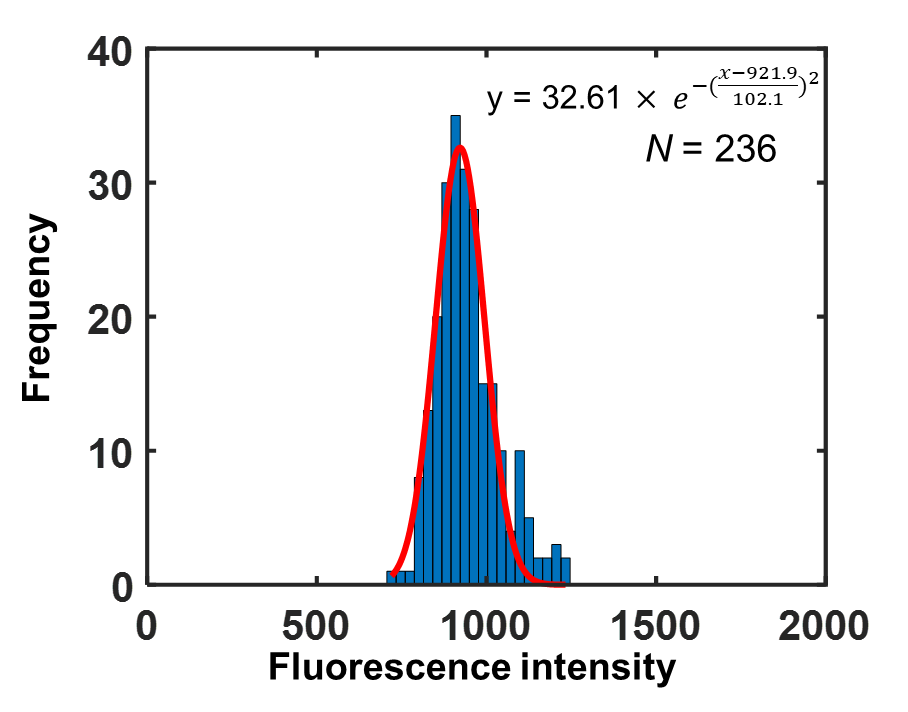 y = 32.61 × e^{-(\frac{x-921.9}{102.1})^2}
N = 236
40
30
20
10
0
Frequency
0 500 1000 1500 2000
Fluorescence intensity